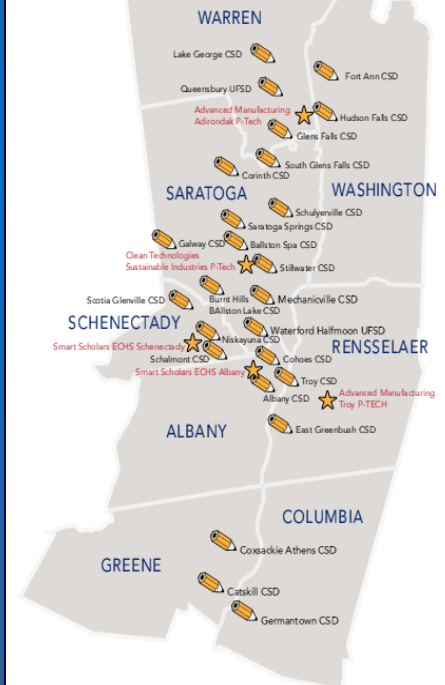 WARREN
Lake George CSD
Fort Ann CSD
Queensbury UFSD
Advanced Manufacturing
Adirondak P-Tech
Hudson Falls CSD
Glens Falls CSD
South Glens Falls CSD
Corinth CSD
SARATOGA
WASHINGTON
Schulyerville CSD
Saratoga Springs CSD
Galway CSD
Ballston Spa CSD
Clean Technologies
Sustainable Industries P-Tech
Stillwater CSD
Scotia Glenville CSD
Burnt Hills
BAllston Lake CSD
Mechanicville CSD
SCHENECTADY
Waterford Halfmoon UFSD
Niskayuna CSD
RENSSELAER
Smart Scholars ECHS Schenectady
Schalmont CSD
Cohoes CSD
Smart Scholars ECHS Albany
Troy CSD
Albany CSD
Advanced Manufacturing
Troy P-TECH
ALBANY
East Greenbush CSD
COLUMBIA
Coxsackie Athens CSD
GREENE
Catskill CSD
Germantown CSD